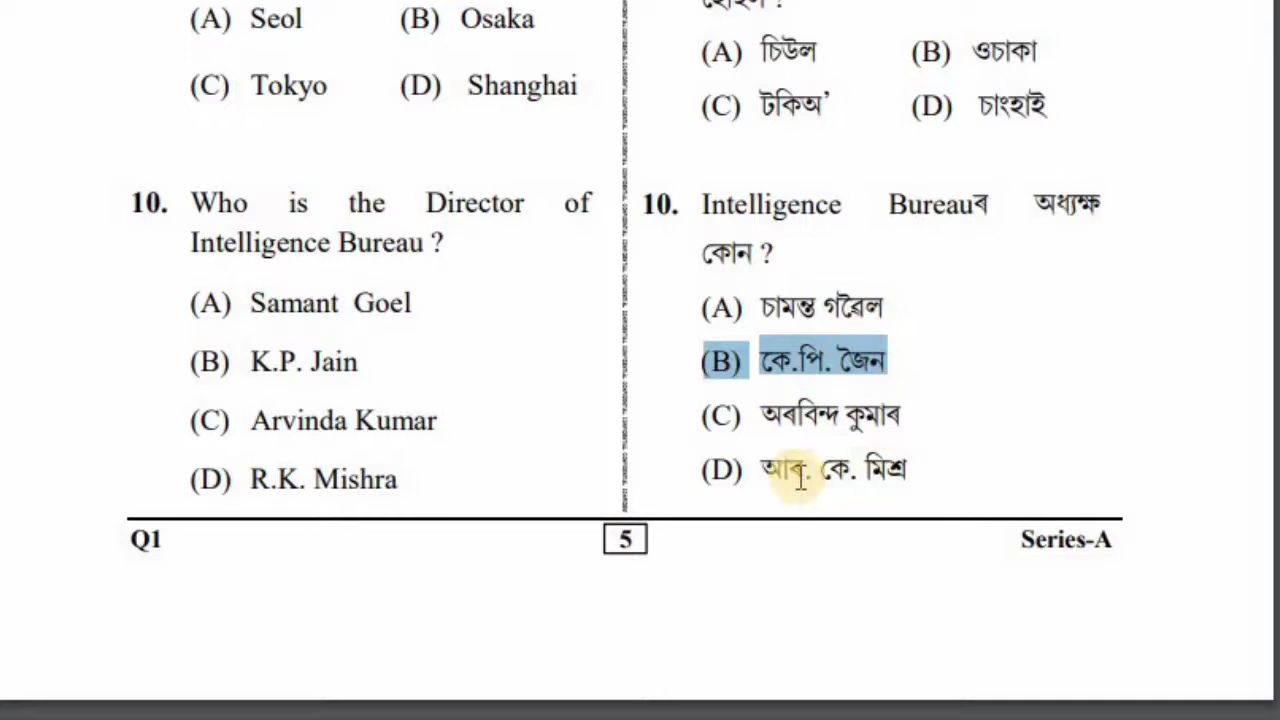 (A) Seol (B) Osaka
(C) Tokyo (D) Shanghai
10. Who is the Director of
Intelligence Bureau ?
(A) Samant Goel
(B) K.P. Jain
(C) Arvinda Kumar
(D) R.K. Mishra
(A) চিউল (B) ওচাকা
(C) টকিঅ’ (D) চাংহাই
10. Intelligence Bureauৰ অধ্যক্ষ
কোন ?
(A) চামন্ত গৱৈল
(B) কে.পি. জৈন
(C) অৰবিন্দ কুমাৰ
(D) আৰ. কে. মিশ্ৰ
Q1 5 Series-A